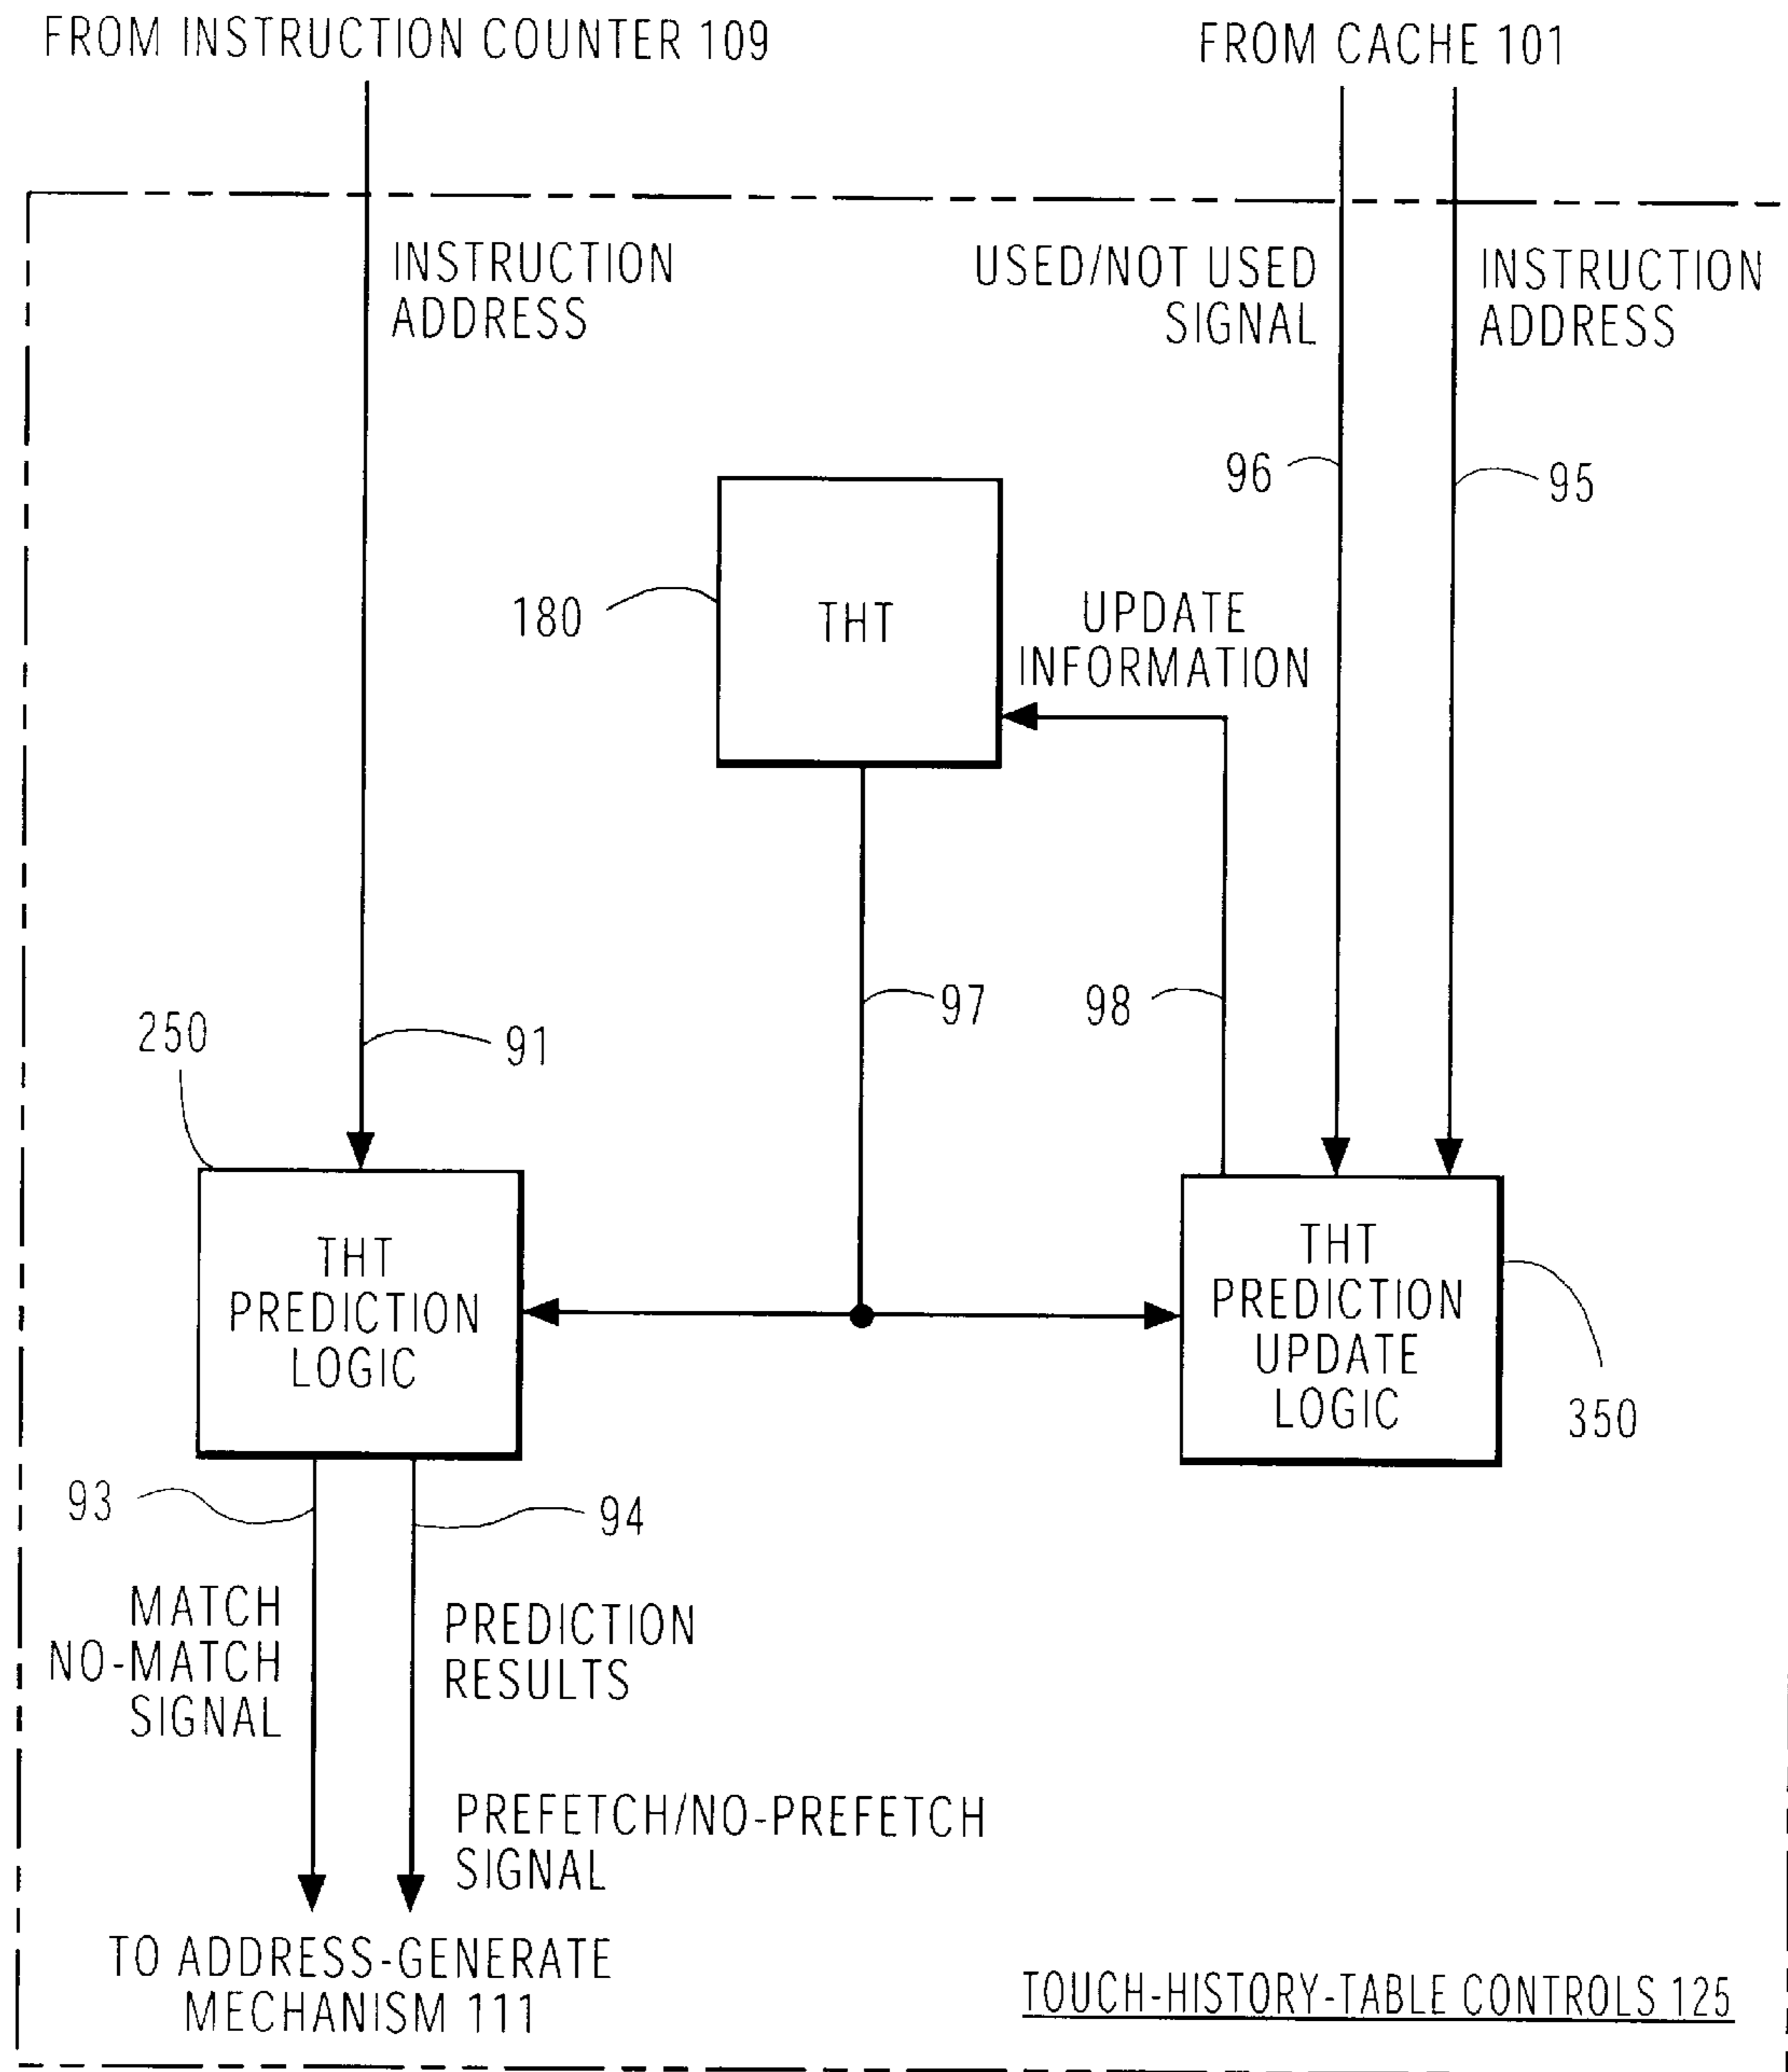 FROM INSTRUCTION COUNTER 109
FROM CACHE 101
INSTRUCTION
ADDRESS
USED/NOT USED
SIGNAL
INSTRUCTION
ADDRESS
96
95
180
THT
UPDATE
INFORMATION
97
98
250
91
THT
PREDICTION
LOGIC
THT
PREDICTION
UPDATE
LOGIC
350
93
94
MATCH
NO-MATCH
SIGNAL
PREDICTION
RESULTS
PREFETCH/NO-PREFETCH
SIGNAL
TO ADDRESS-GENERATE
MECHANISM 111
TOUCH-HISTORY-TABLE CONTROLS 125